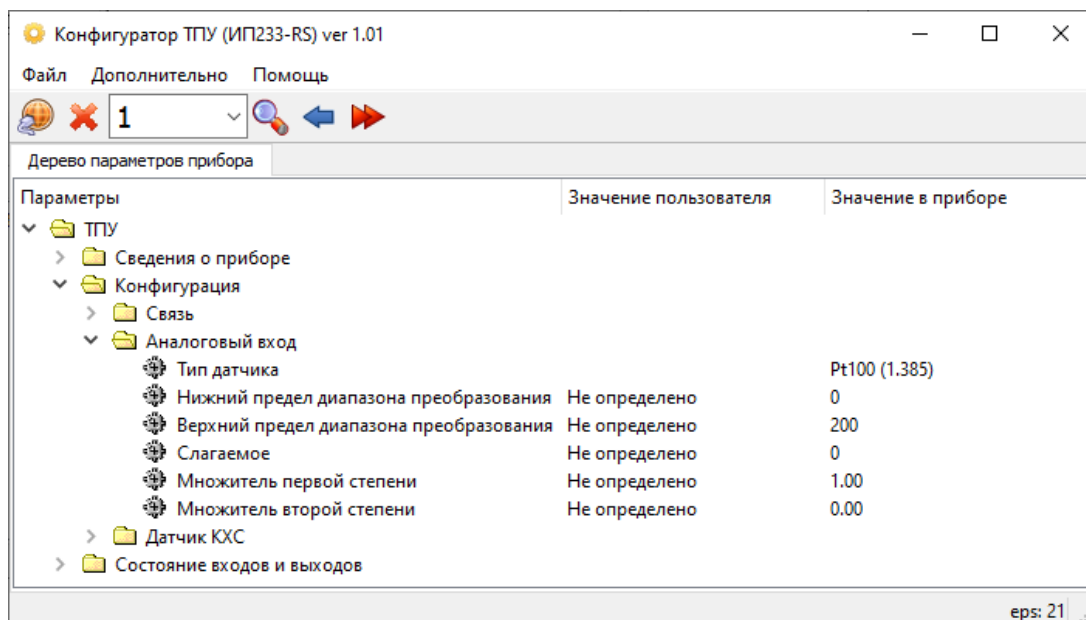 Конфигуратор ТПУ (ИП233-RS) ver 1.01
Файл Дополнительно Помощь
1
Дерево параметров прибора
Параметры Значение пользователя Значение в приборе
ТПУ
Сведения о приборе
Конфигурация
Связь
Аналоговый вход
Тип датчика Pt100 (1.385)
Нижний предел диапазона преобразования Не определено 0
Верхний предел диапазона преобразования Не определено 200
Слагаемое Не определено 0
Множитель первой степени Не определено 1.00
Множитель второй степени Не определено 0.00
Датчик КХС
Состояние входов и выходов
eps: 21